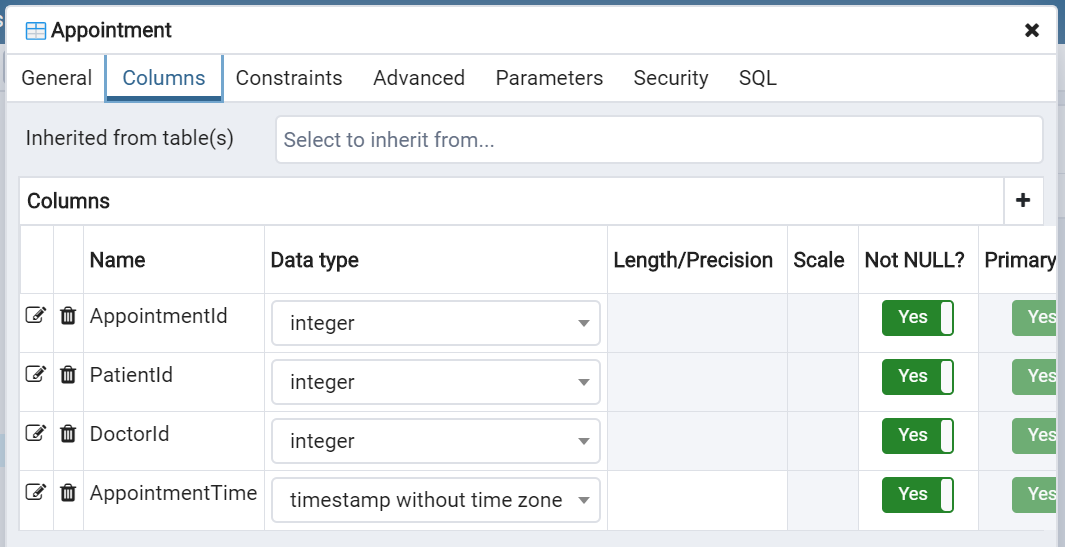 Appointment
General Columns Constraints Advanced Parameters Security SQL
Inherited from table(s) Select to inherit from...
Columns
Name Data type Length/Precision Scale Not NULL? Primary
AppointmentId integer Yes Yes
PatientId integer Yes Yes
DoctorId integer Yes Yes
AppointmentTime timestamp without time zone Yes Yes